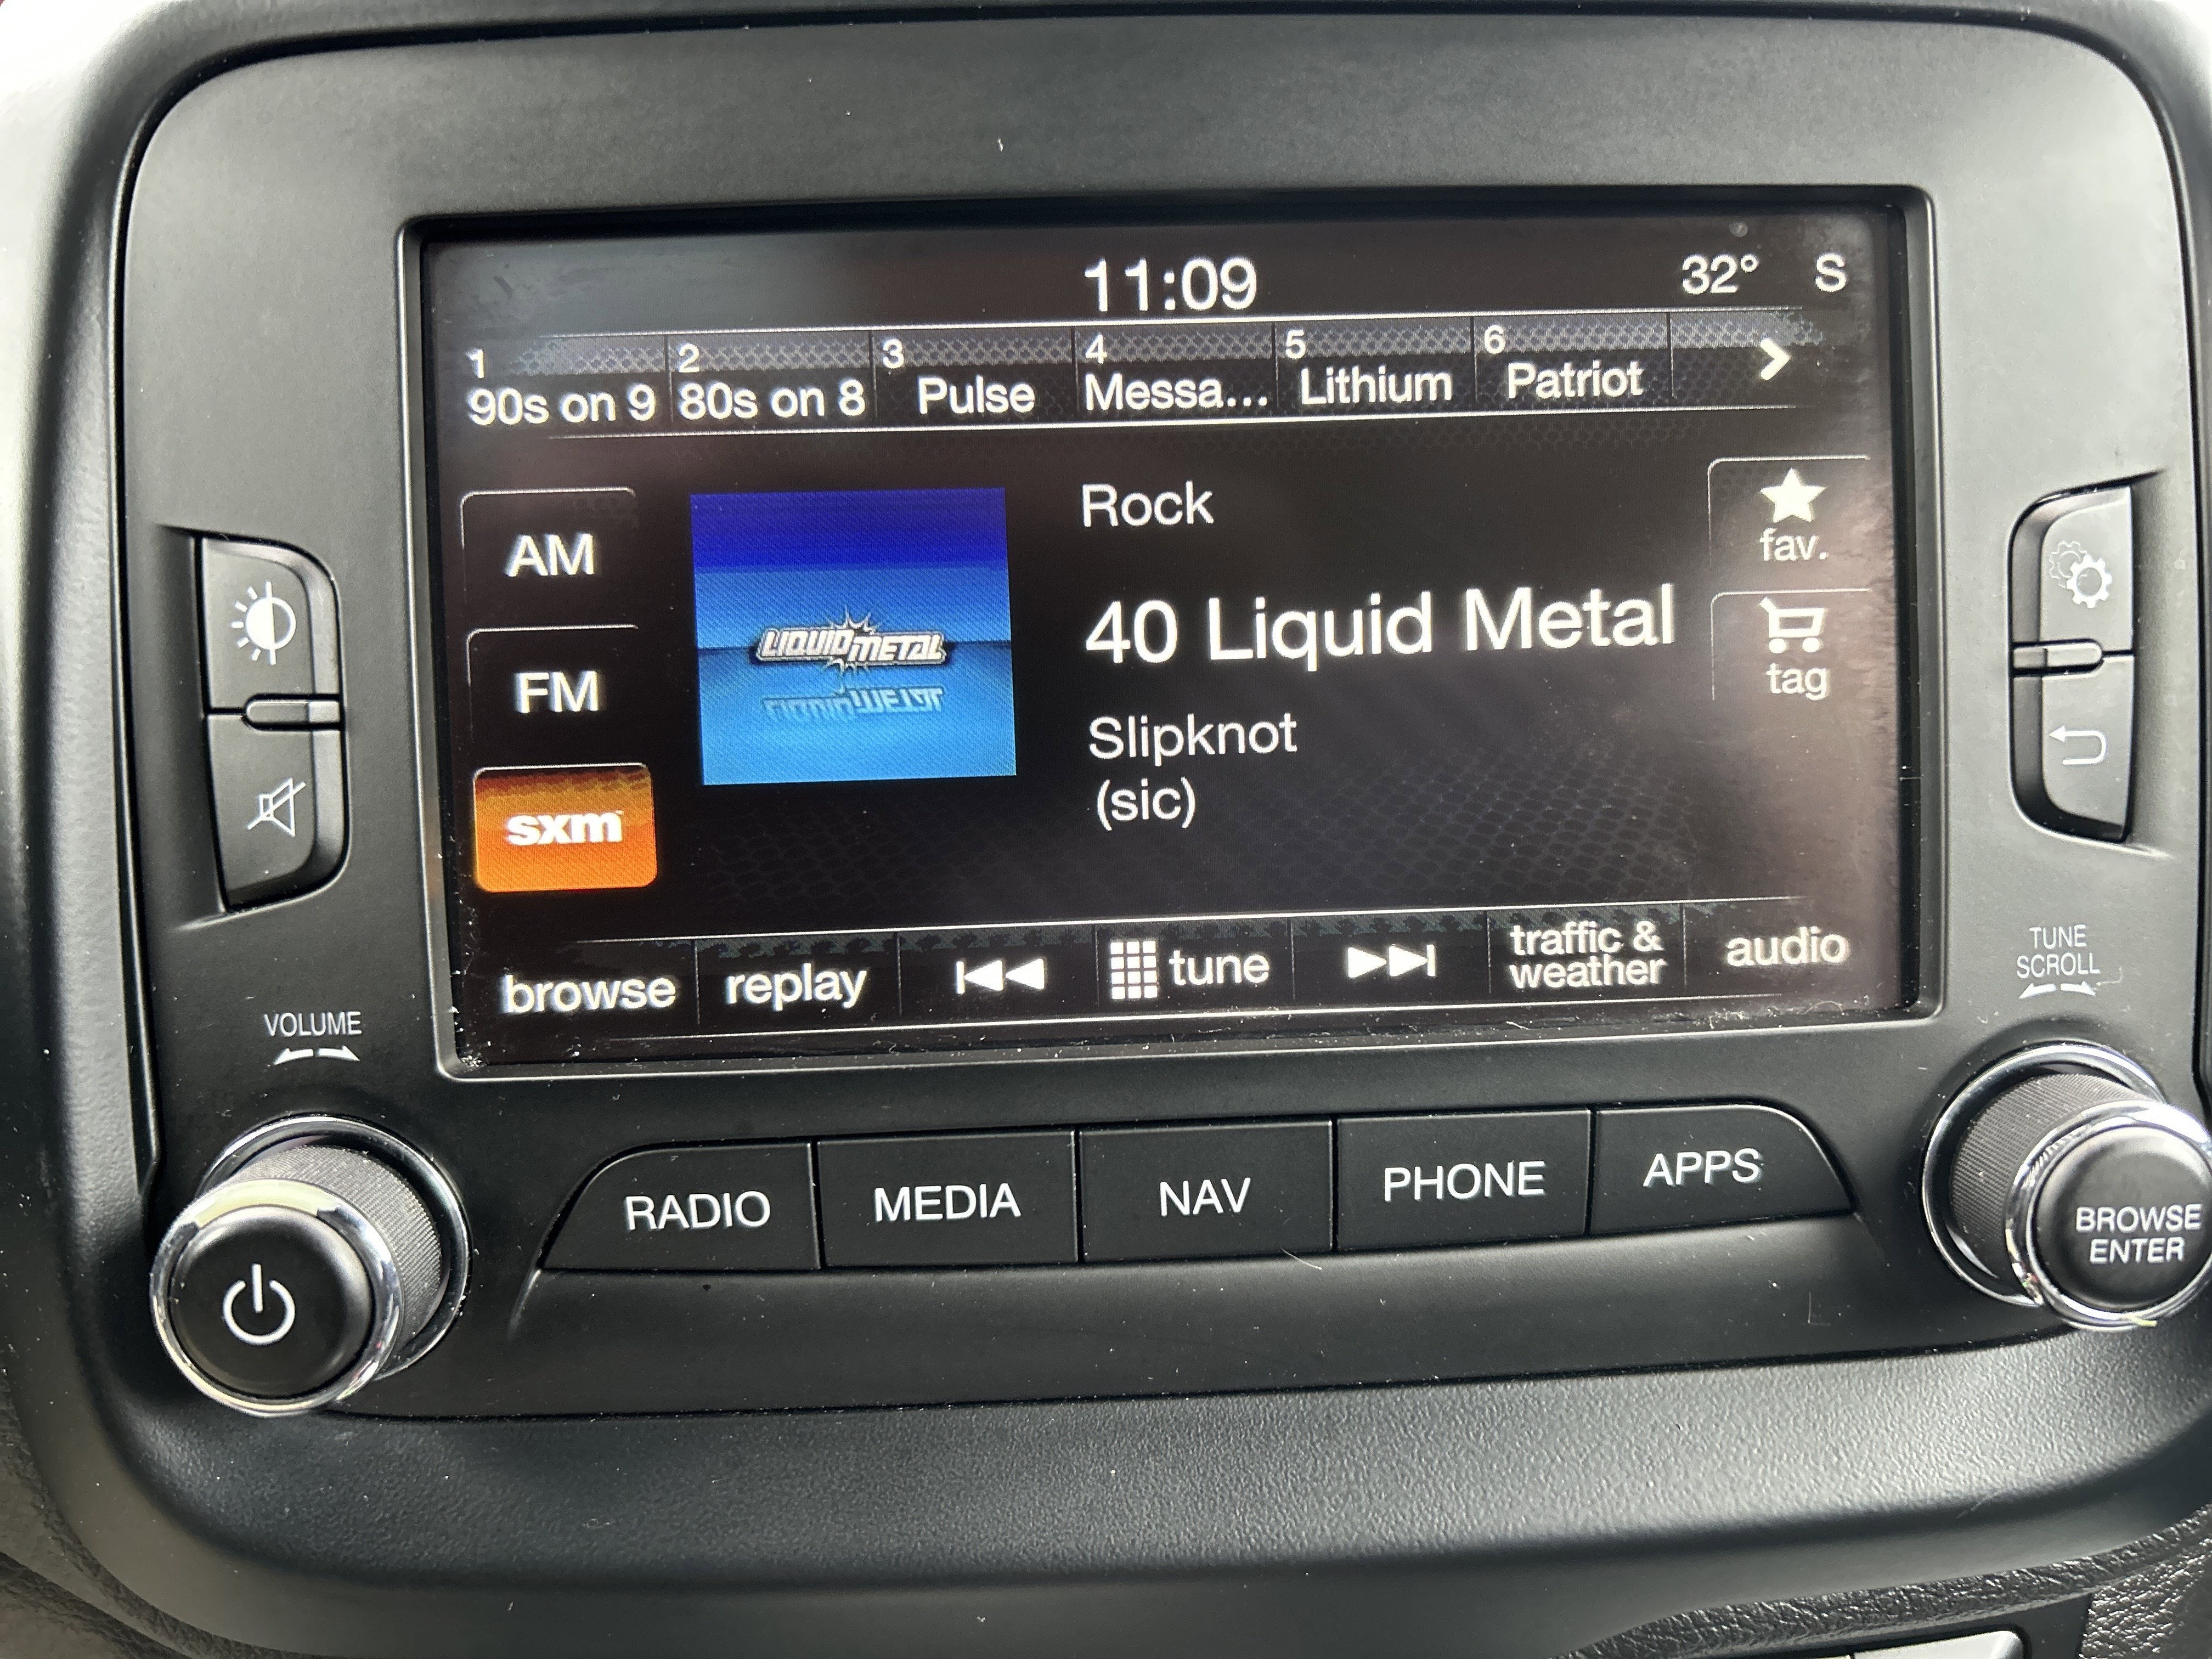 11:09
32° S
1 2 3 4 5 6
90s on 9 80s on 8 Pulse Messa... Lithium Patriot
AM
FM
sxm
LIQUID METAL
Rock
40 Liquid Metal
Slipknot
(sic)
fav.
tag
browse replay tune traffic & weather audio
VOLUME
TUNE
SCROLL
RADIO MEDIA NAV PHONE APPS
BROWSE
ENTER